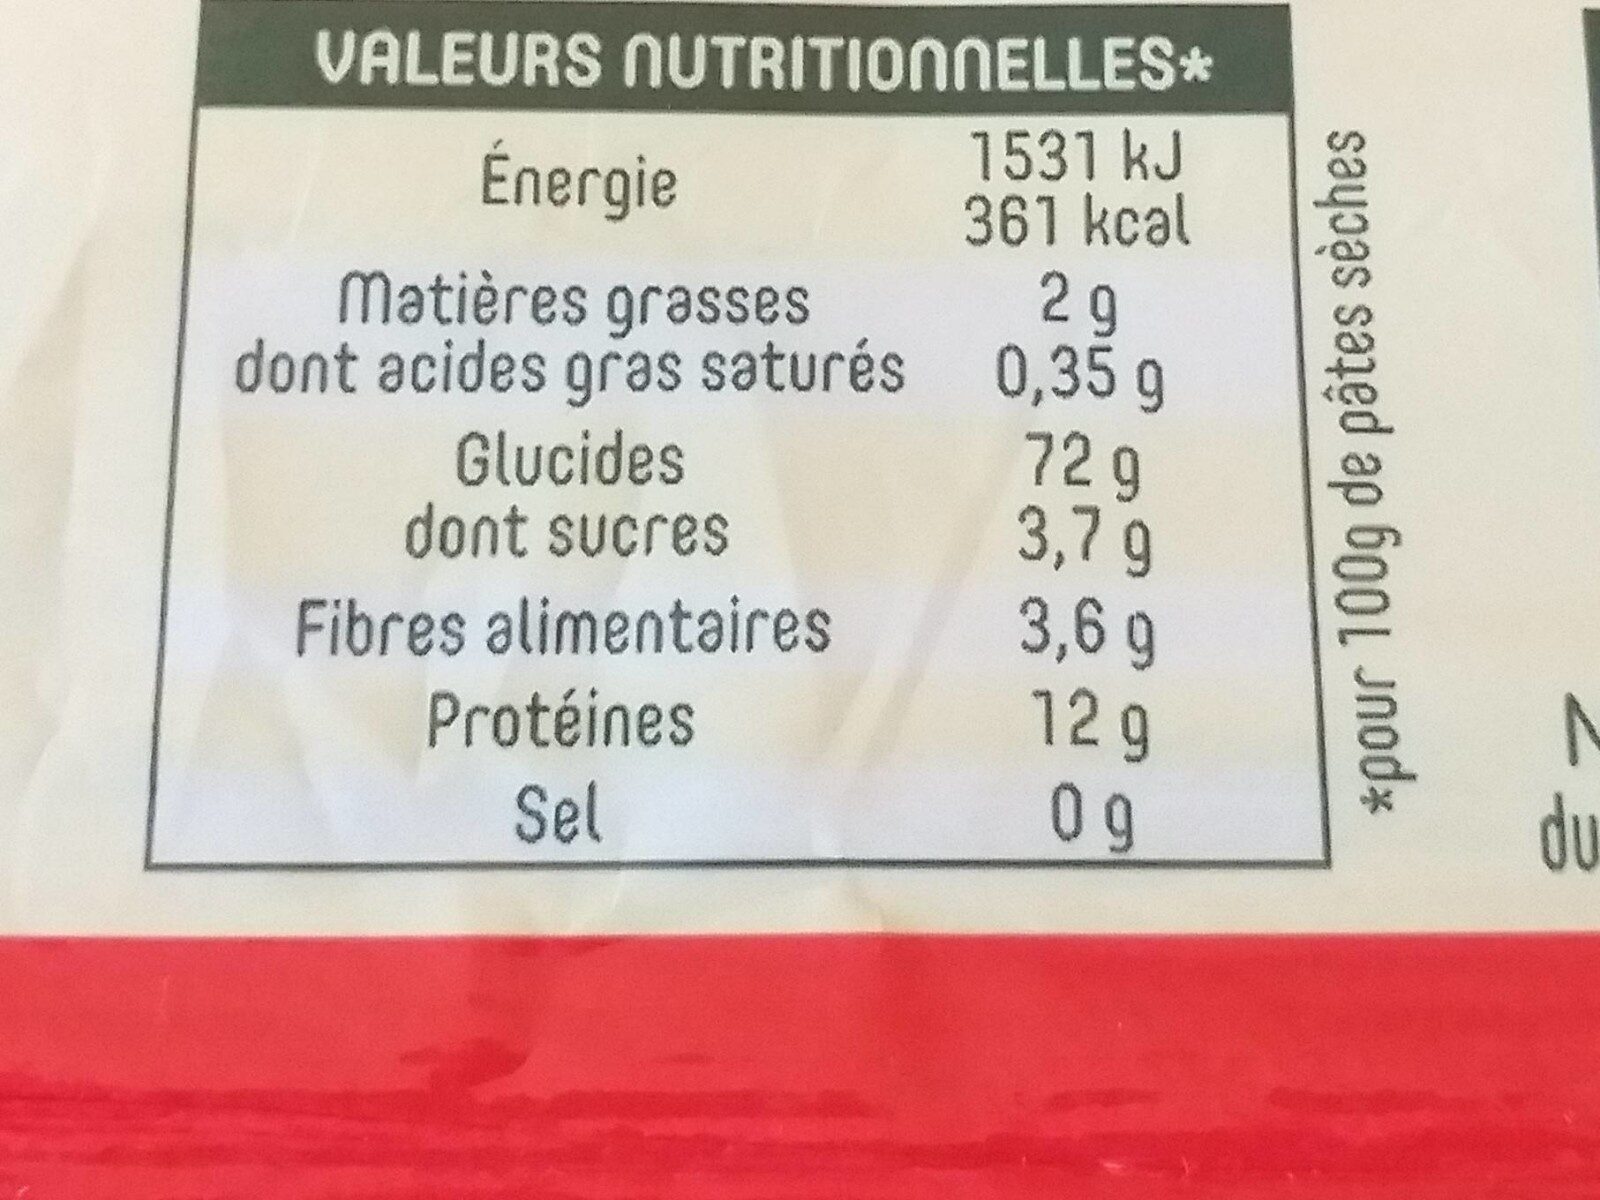 VALEURS NUTRITIONNELLES*
Énergie 1531 kJ
361 kcal
Matières grasses 2 g
dont acides gras saturés 0,35 g
Glucides 72 g
dont sucres 3,7 g
Fibres alimentaires 3,6 g
Protéines 12 g
Sel 0 g
*pour 100g de pâtes sèches
du